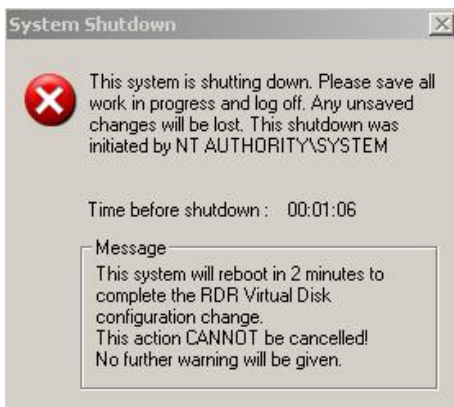 System Shutdown
This system is shutting down. Please save all
work in progress and log off. Any unsaved
changes will be lost. This shutdown was
initiated by NT AUTHORITY\SYSTEM
Time before shutdown : 00:01:06
Message
This system will reboot in 2 minutes to
complete the RDR Virtual Disk
configuration change.
This action CANNOT be cancelled!
No further warning will be given.